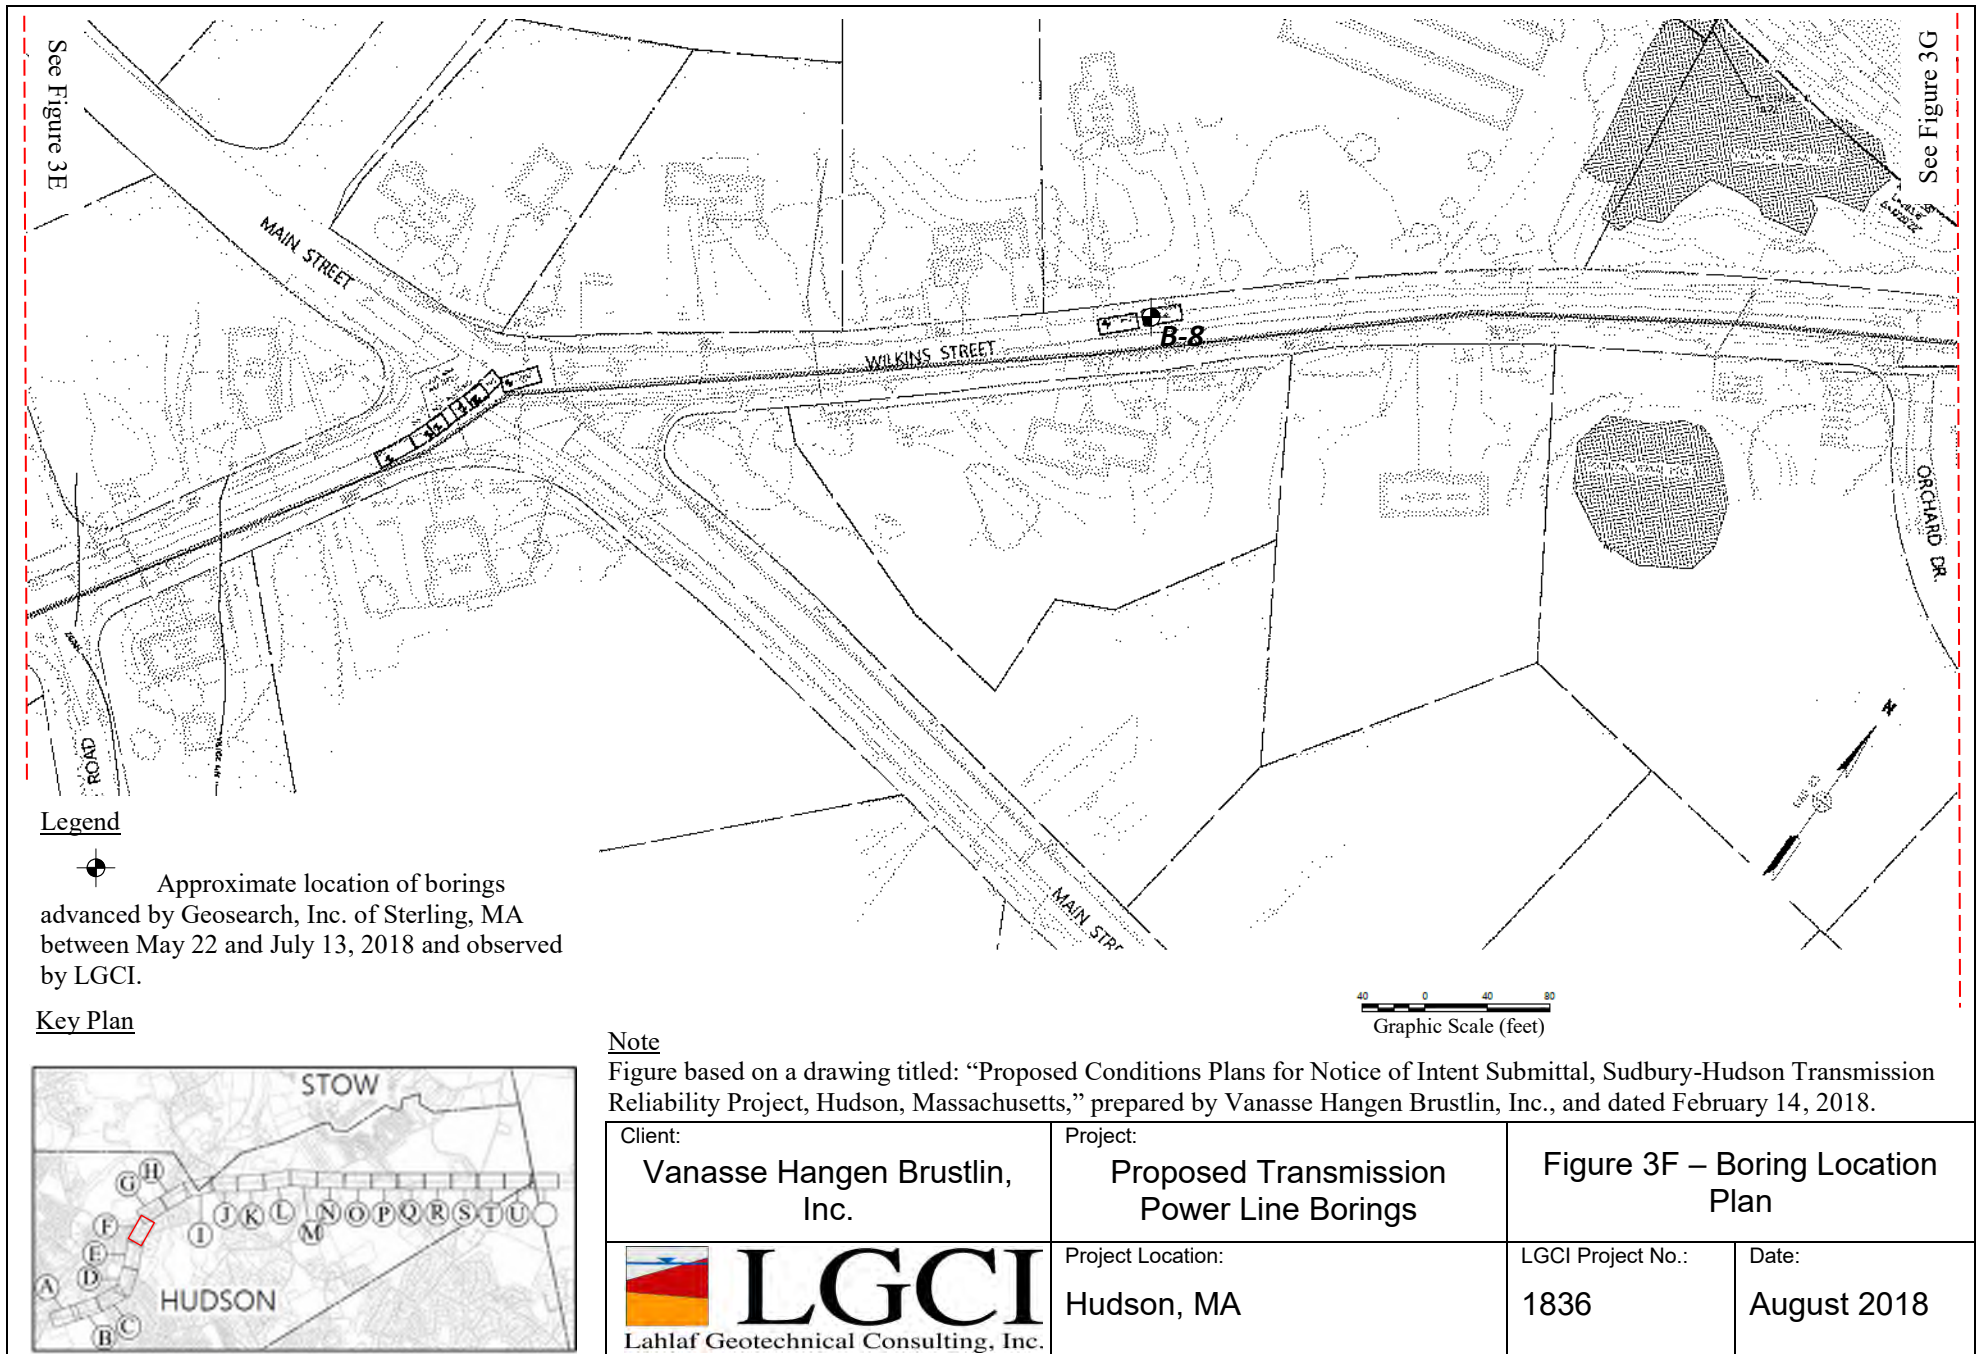 See Figure 3E
See Figure 3G
MAIN STREET
WILKINS STREET
B-8
ORCHARD DR.
ROAD
MAIN STRE
N
Legend
Approximate location of borings
advanced by Geosearch, Inc. of Sterling, MA
between May 22 and July 13, 2018 and observed
by LGCI.
Key Plan
STOW
HUDSON
A
B
C
D
E
F
G
H
I
J
K
L
M
N
O
P
Q
R
S
T
U
40 0 40 80
Graphic Scale (feet)
Note
Figure based on a drawing titled: “Proposed Conditions Plans for Notice of Intent Submittal, Sudbury-Hudson Transmission
Reliability Project, Hudson, Massachusetts,” prepared by Vanasse Hangen Brustlin, Inc., and dated February 14, 2018.
Client:
Vanasse Hangen Brustlin,
Inc.
Project:
Proposed Transmission
Power Line Borings
Figure 3F – Boring Location
Plan
LGCI
Lahlaf Geotechnical Consulting, Inc.
Project Location:
Hudson, MA
LGCI Project No.:
1836
Date:
August 2018